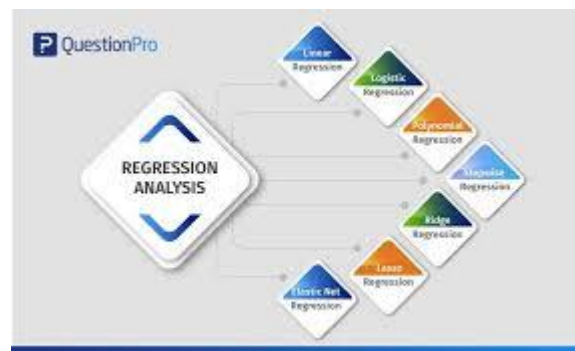 QuestionPro
REGRESSION
ANALYSIS
Linear
Regression
Logistic
Regression
Polynomial
Regression
Stepwise
Regression
Ridge
Regression
Lasso
Regression
Elastic Net
Regression